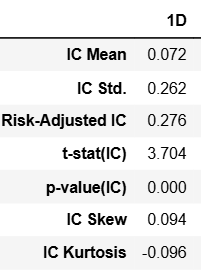 1D
IC Mean 0.072
IC Std. 0.262
Risk-Adjusted IC 0.276
t-stat(IC) 3.704
p-value(IC) 0.000
IC Skew 0.094
IC Kurtosis -0.096